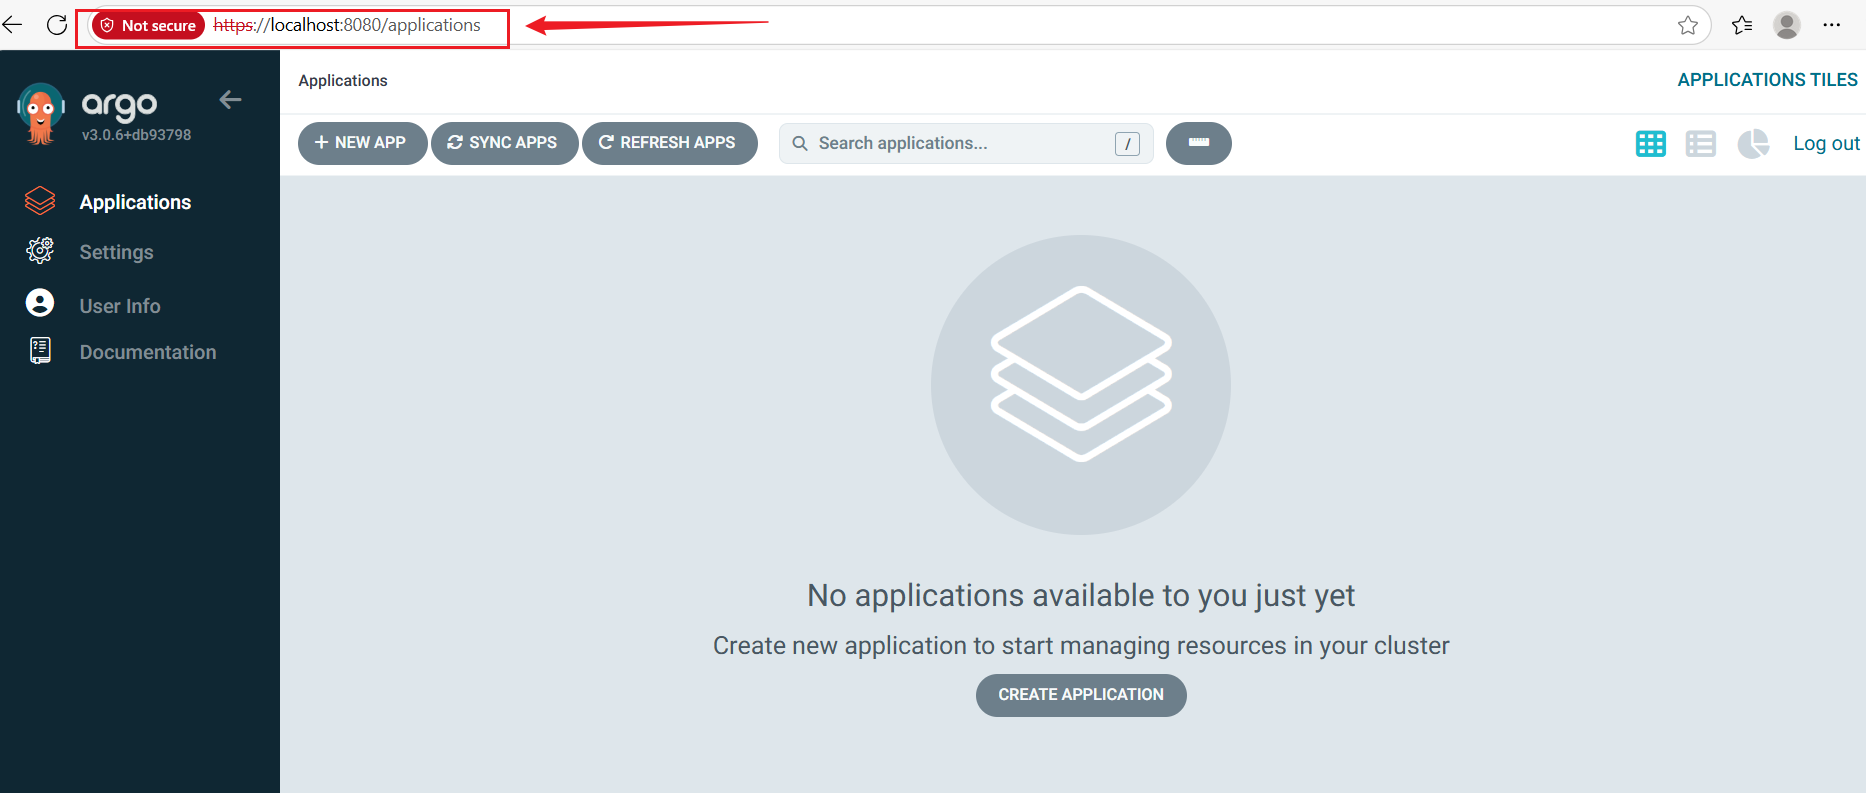 Not secure https://localhost:8080/applications
argo
v3.0.6+db93798
Applications
Settings
User Info
Documentation
Applications
APPLICATIONS TILES
+ NEW APP SYNC APPS REFRESH APPS Search applications... / Log out
No applications available to you just yet
Create new application to start managing resources in your cluster
CREATE APPLICATION